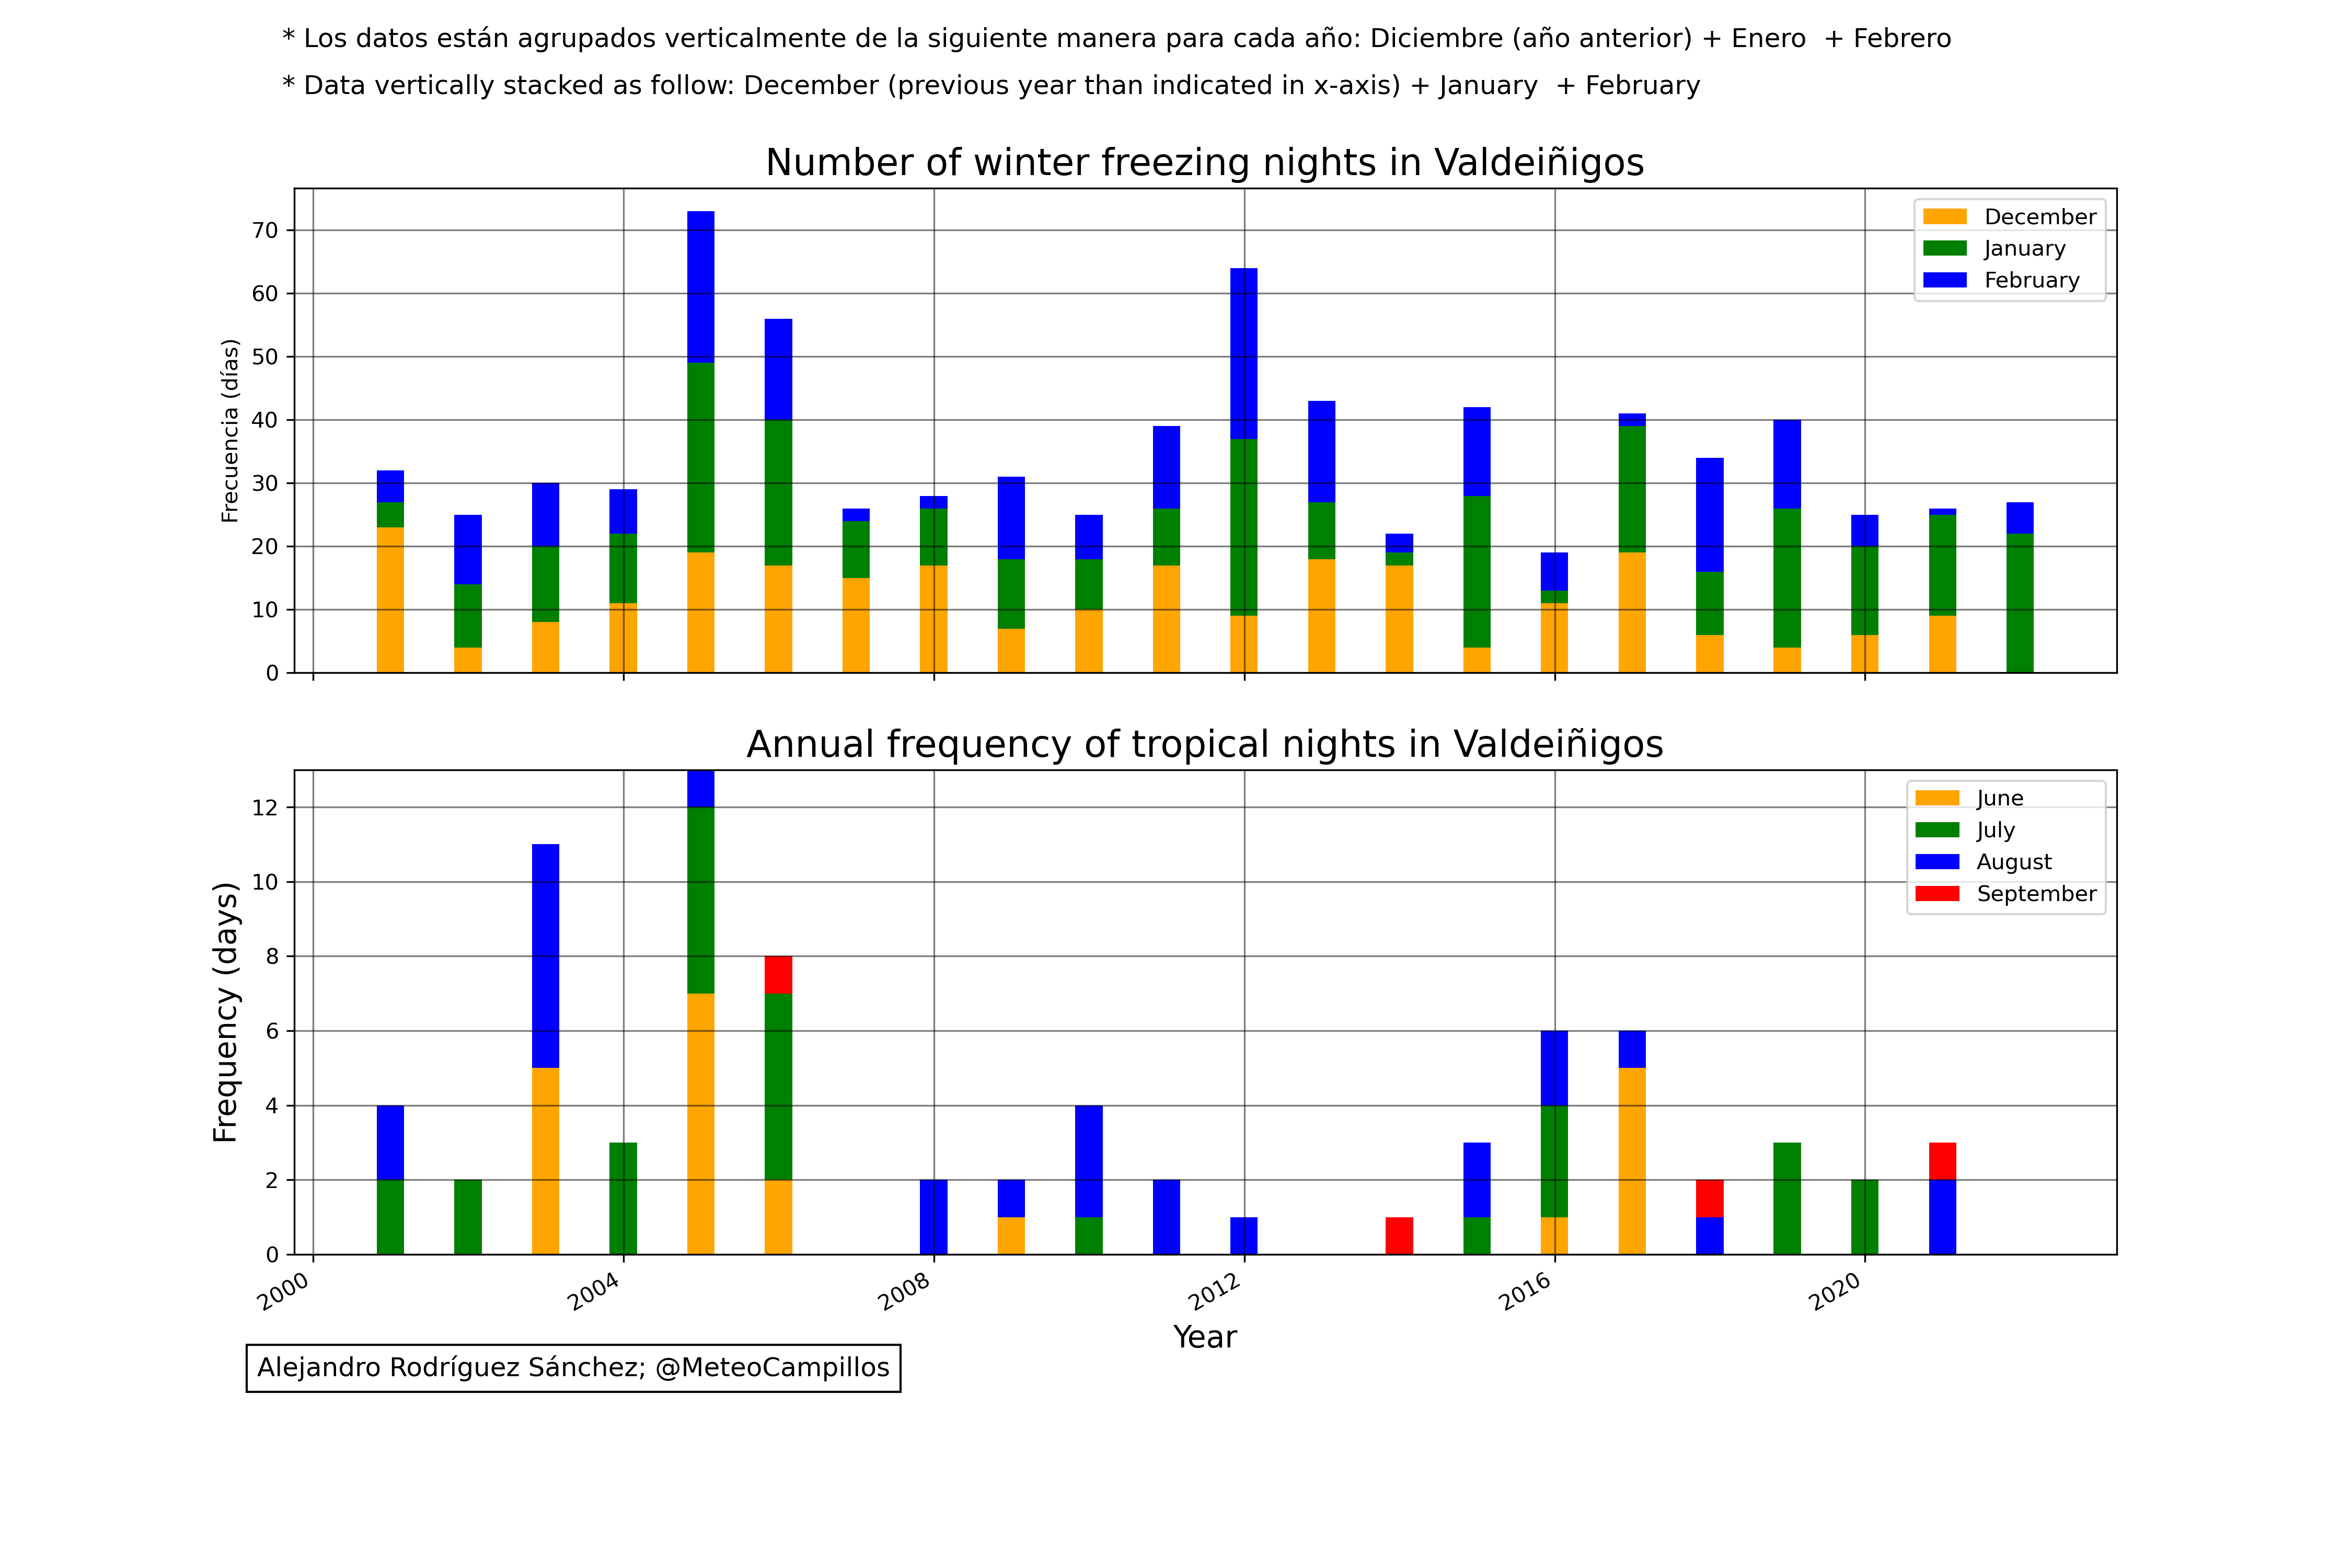 * Los datos están agrupados verticalmente de la siguiente manera para cada año: Diciembre (año anterior) + Enero  + Febrero
* Data vertically stacked as follow: December (previous year than indicated in x-axis) + January  + February
Number of winter freezing nights in Valdeiñigos
Frecuencia (días)
70
60
50
40
30
20
10
0
December
January
February
Annual frequency of tropical nights in Valdeiñigos
Frequency (days)
12
10
8
6
4
2
0
June
July
August
September
2000
2004
2008
2012
2016
2020
Year
Alejandro Rodríguez Sánchez; @MeteoCampillos